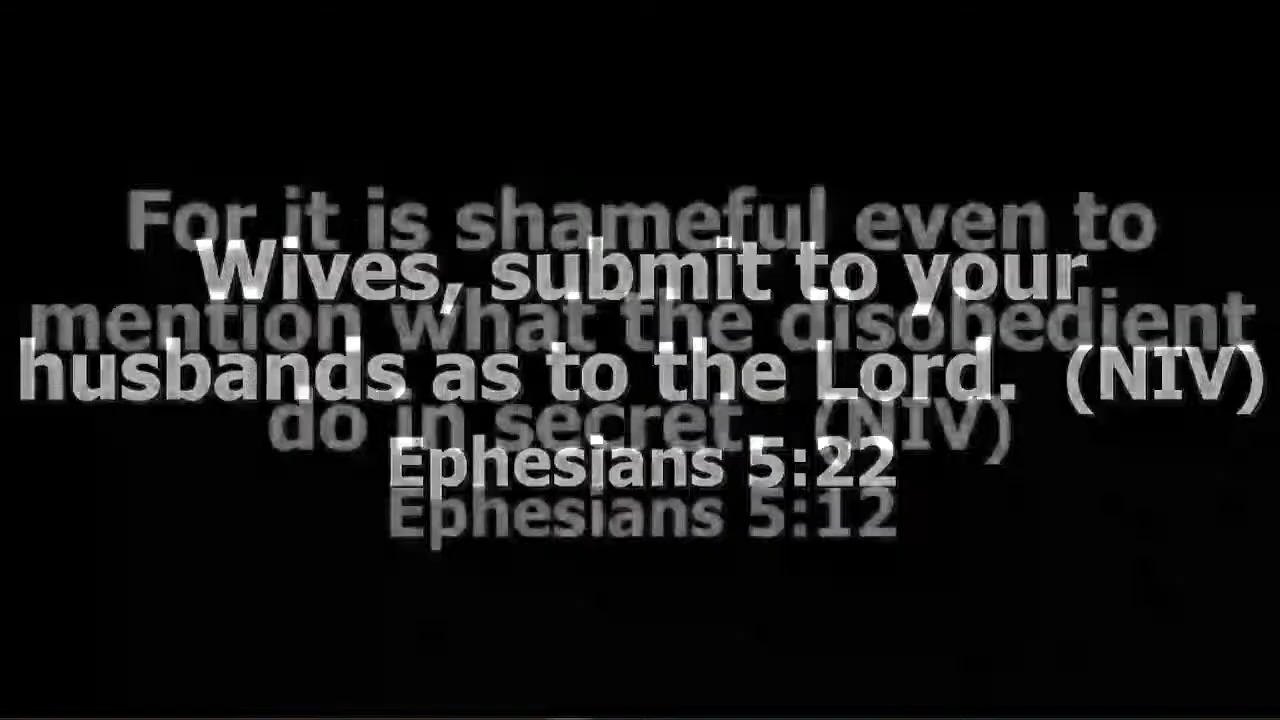 For it is shameful even to
mention what the disobedient
do in secret. (NIV)
Ephesians 5:12
Wives, submit to your
husbands as to the Lord. (NIV)
Ephesians 5:22